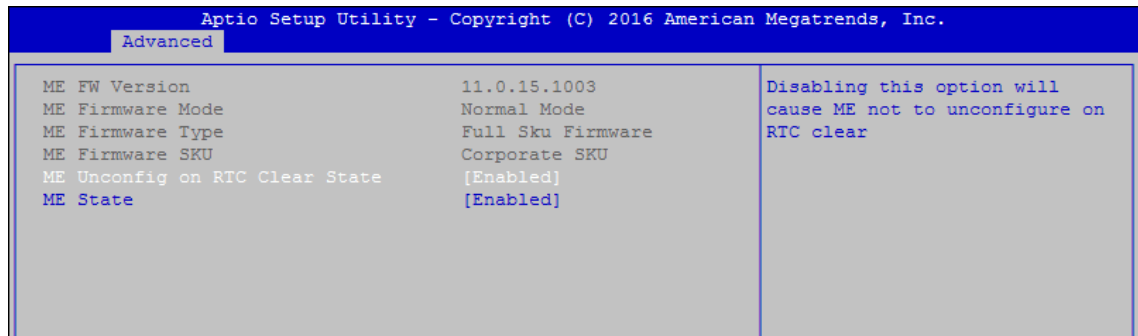 Aptio Setup Utility – Copyright (C) 2016 American Megatrends, Inc.
Advanced
ME FW Version 11.0.15.1003
ME Firmware Mode Normal Mode
ME Firmware Type Full Sku Firmware
ME Firmware SKU Corporate SKU
ME Unconfig on RTC Clear State [Enabled]
ME State [Enabled]
Disabling this option will
cause ME not to unconfigure on
RTC clear